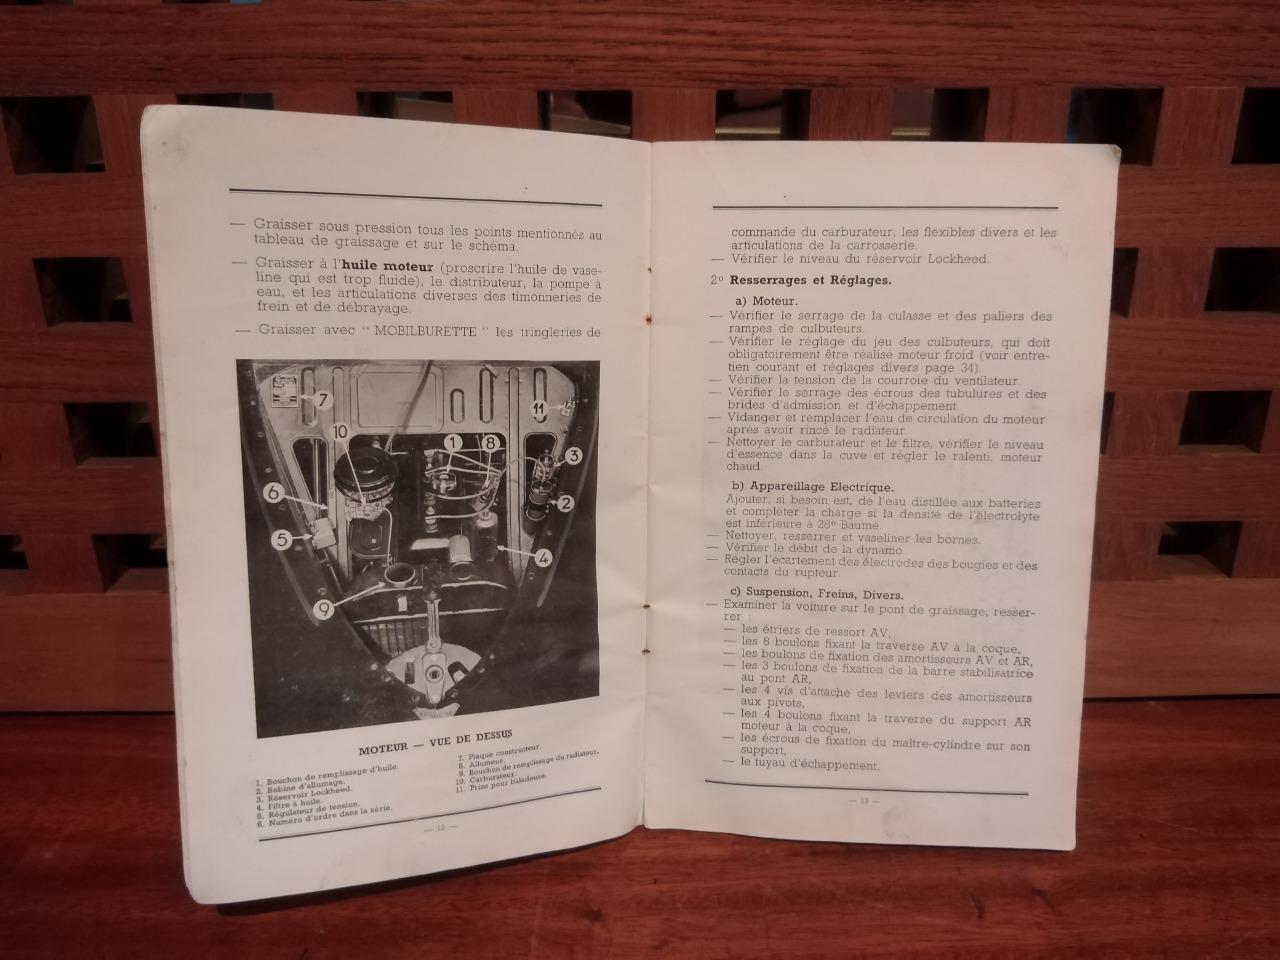 — Graisser sous pression tous les points mentionnés au
tableau de graissage et sur le schéma.
— Graisser à l'huile moteur (proscrire l'huile de vase-
line qui est trop fluide), le distributeur, la pompe à
eau, et les articulations diverses des timonneries de
frein et de débrayage.
— Graisser avec “ MOBILBURETTE ” les tringleries de
7
11
10
1
8
3
6
2
5
4
9
MOTEUR — VUE DE DESSUS
1. Bouchon de remplissage d'huile.
2. Bobine d'allumage.
3. Réservoir Lockheed.
4. Filtre à huile.
5. Régulateur de tension.
6. Numéro d'ordre dans la série.
7. Plaque constructeur.
8. Allumeur.
9. Bouchon de remplissage du radiateur.
10. Carburateur.
11. Prise pour baladeuse.
— 12 —
commande du carburateur, les flexibles divers et les
articulations de la carrosserie.
— Vérifier le niveau du réservoir Lockheed.
2º Resserrages et Réglages.
a) Moteur.
— Vérifier le serrage de la culasse et des paliers des
rampes de culbuteurs.
— Vérifier le réglage du jeu des culbuteurs, qui doit
obligatoirement être réalisé moteur froid (voir entre-
tien courant et réglages divers page 34).
— Vérifier la tension de la courroie du ventilateur.
— Vérifier le serrage des écrous des tubulures et des
brides d'admission et d'échappement.
— Vidanger et remplacer l'eau de circulation du moteur
après avoir rincé le radiateur.
— Nettoyer le carburateur et le filtre, vérifier le niveau
d'essence dans la cuve et régler le ralenti, moteur
chaud.
b) Appareillage Electrique.
Ajouter, si besoin est, de l'eau distillée aux batteries
et compléter la charge si la densité de l'électrolyte
est inférieure à 28º Baumé.
— Nettoyer, resserrer et vaseliner les bornes.
— Vérifier le débit de la dynamo.
— Régler l'écartement des électrodes des bougies et des
contacts du rupteur.
c) Suspension, Freins, Divers.
— Examiner la voiture sur le pont de graissage, resser-
rer :
— les étriers de ressort AV,
— les 8 boulons fixant la traverse AV à la coque,
— les boulons de fixation des amortisseurs AV et AR,
— les 3 boulons de fixation de la barre stabilisatrice
au pont AR,
— les 4 vis d'attache des leviers des amortisseurs
aux pivots,
— les 4 boulons fixant la traverse du support AR
moteur à la coque,
— les écrous de fixation du maître-cylindre sur son
support,
— le tuyau d'échappement.
— 13 —